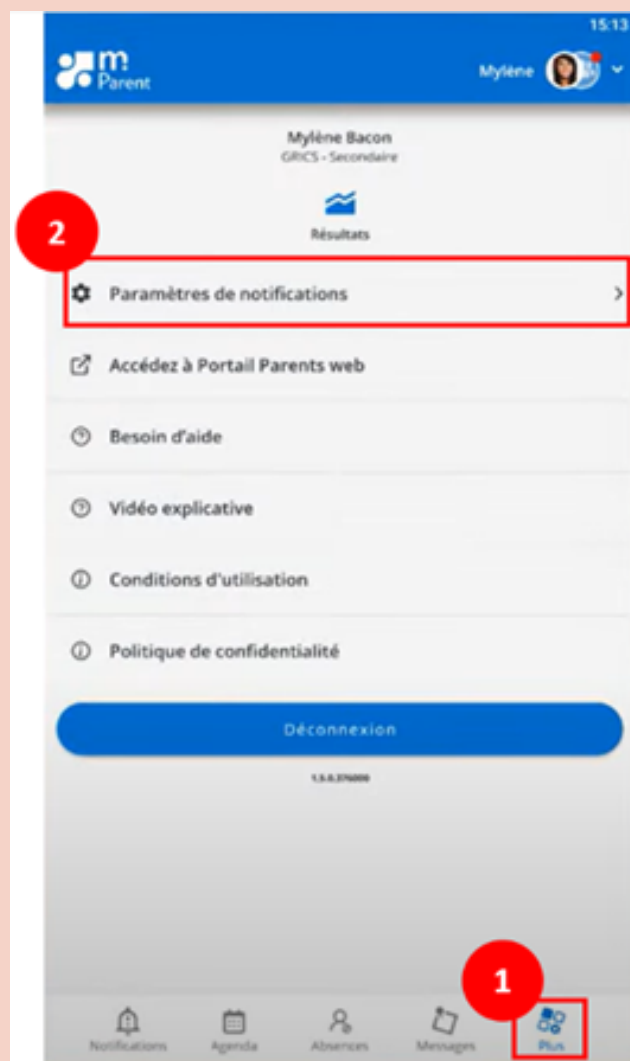 15:13
m
Parent
Mylène
Mylène Bacon
GRICS - Secondaire
Résultats
2
Paramètres de notifications
Accédez à Portail Parents web
Besoin d'aide
Vidéo explicative
Conditions d'utilisation
Politique de confidentialité
Déconnexion
1
Notifications
Agenda
Absences
Messages
Plus